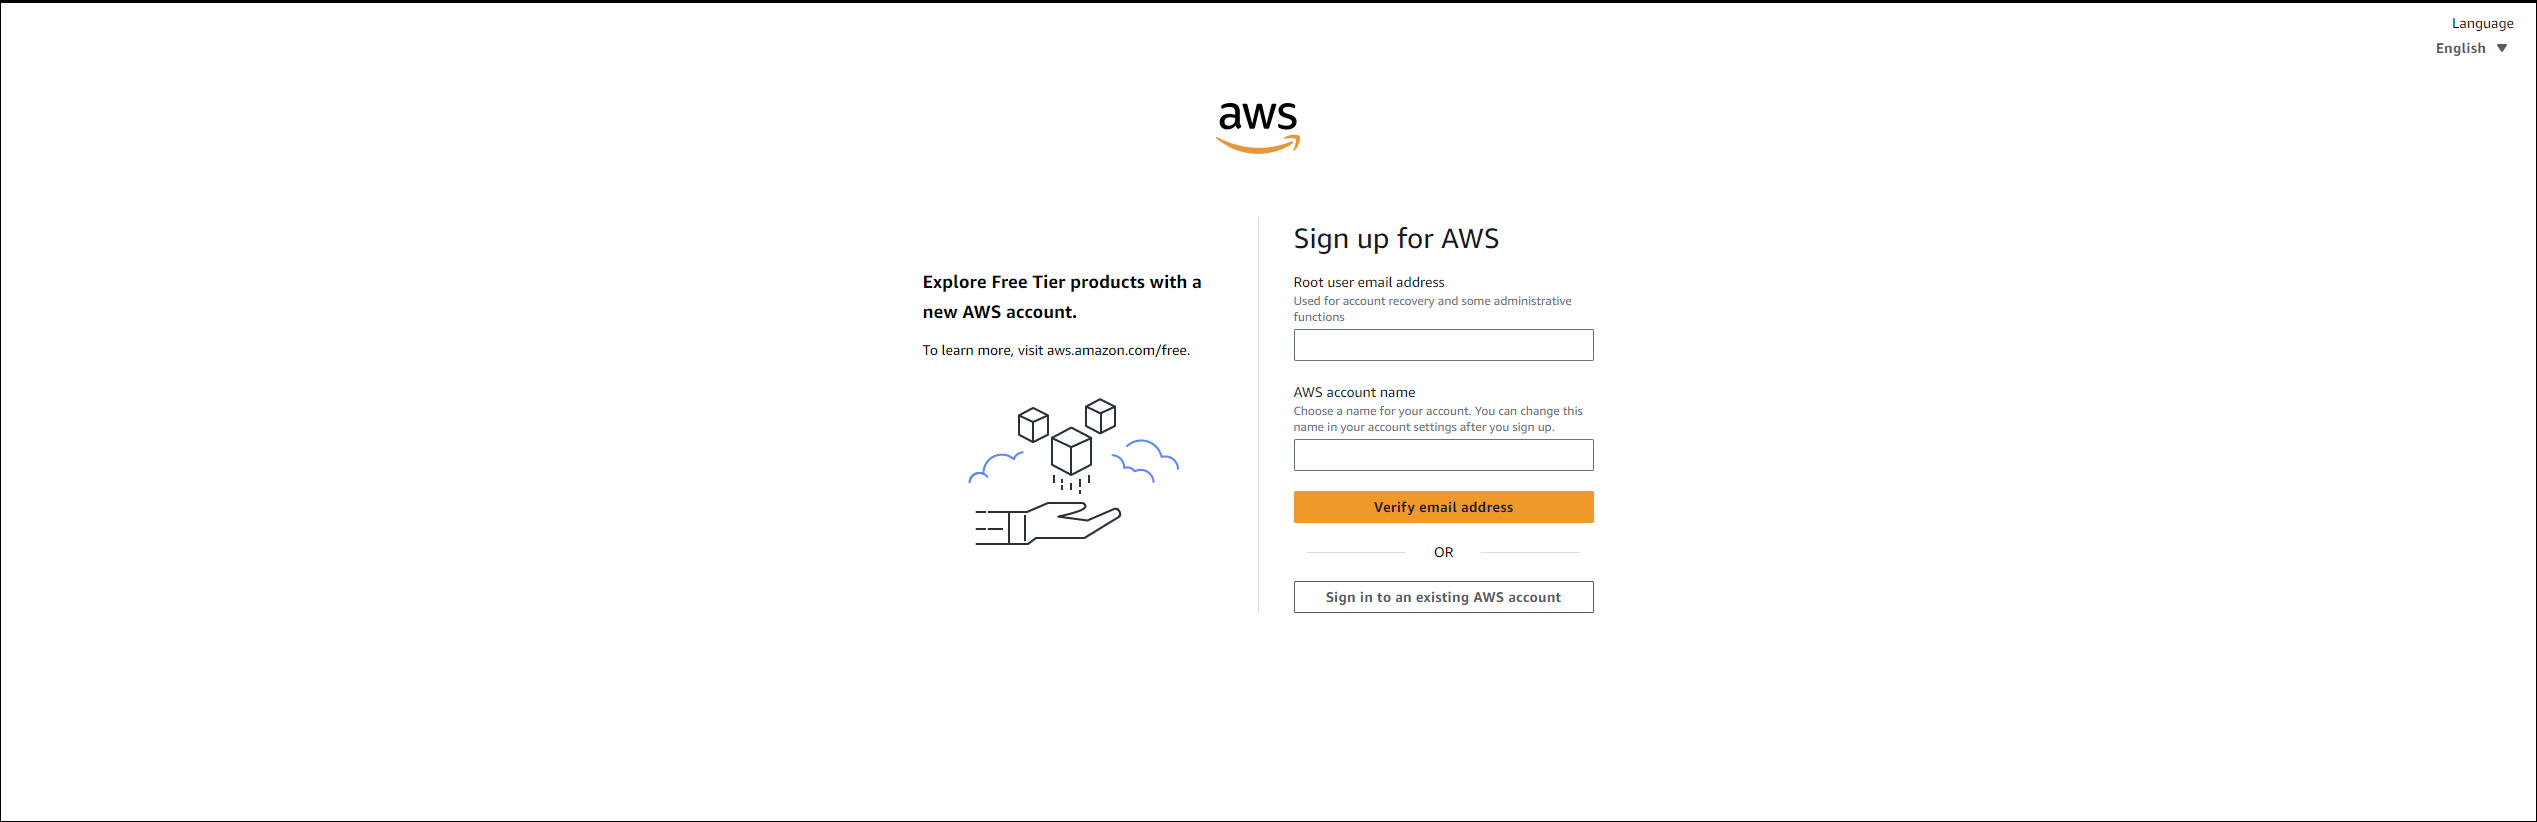 Language
English
aws
Explore Free Tier products with a
new AWS account.
To learn more, visit aws.amazon.com/free.
Sign up for AWS
Root user email address
Used for account recovery and some administrative
functions
AWS account name
Choose a name for your account. You can change this
name in your account settings after you sign up.
Verify email address
OR
Sign in to an existing AWS account